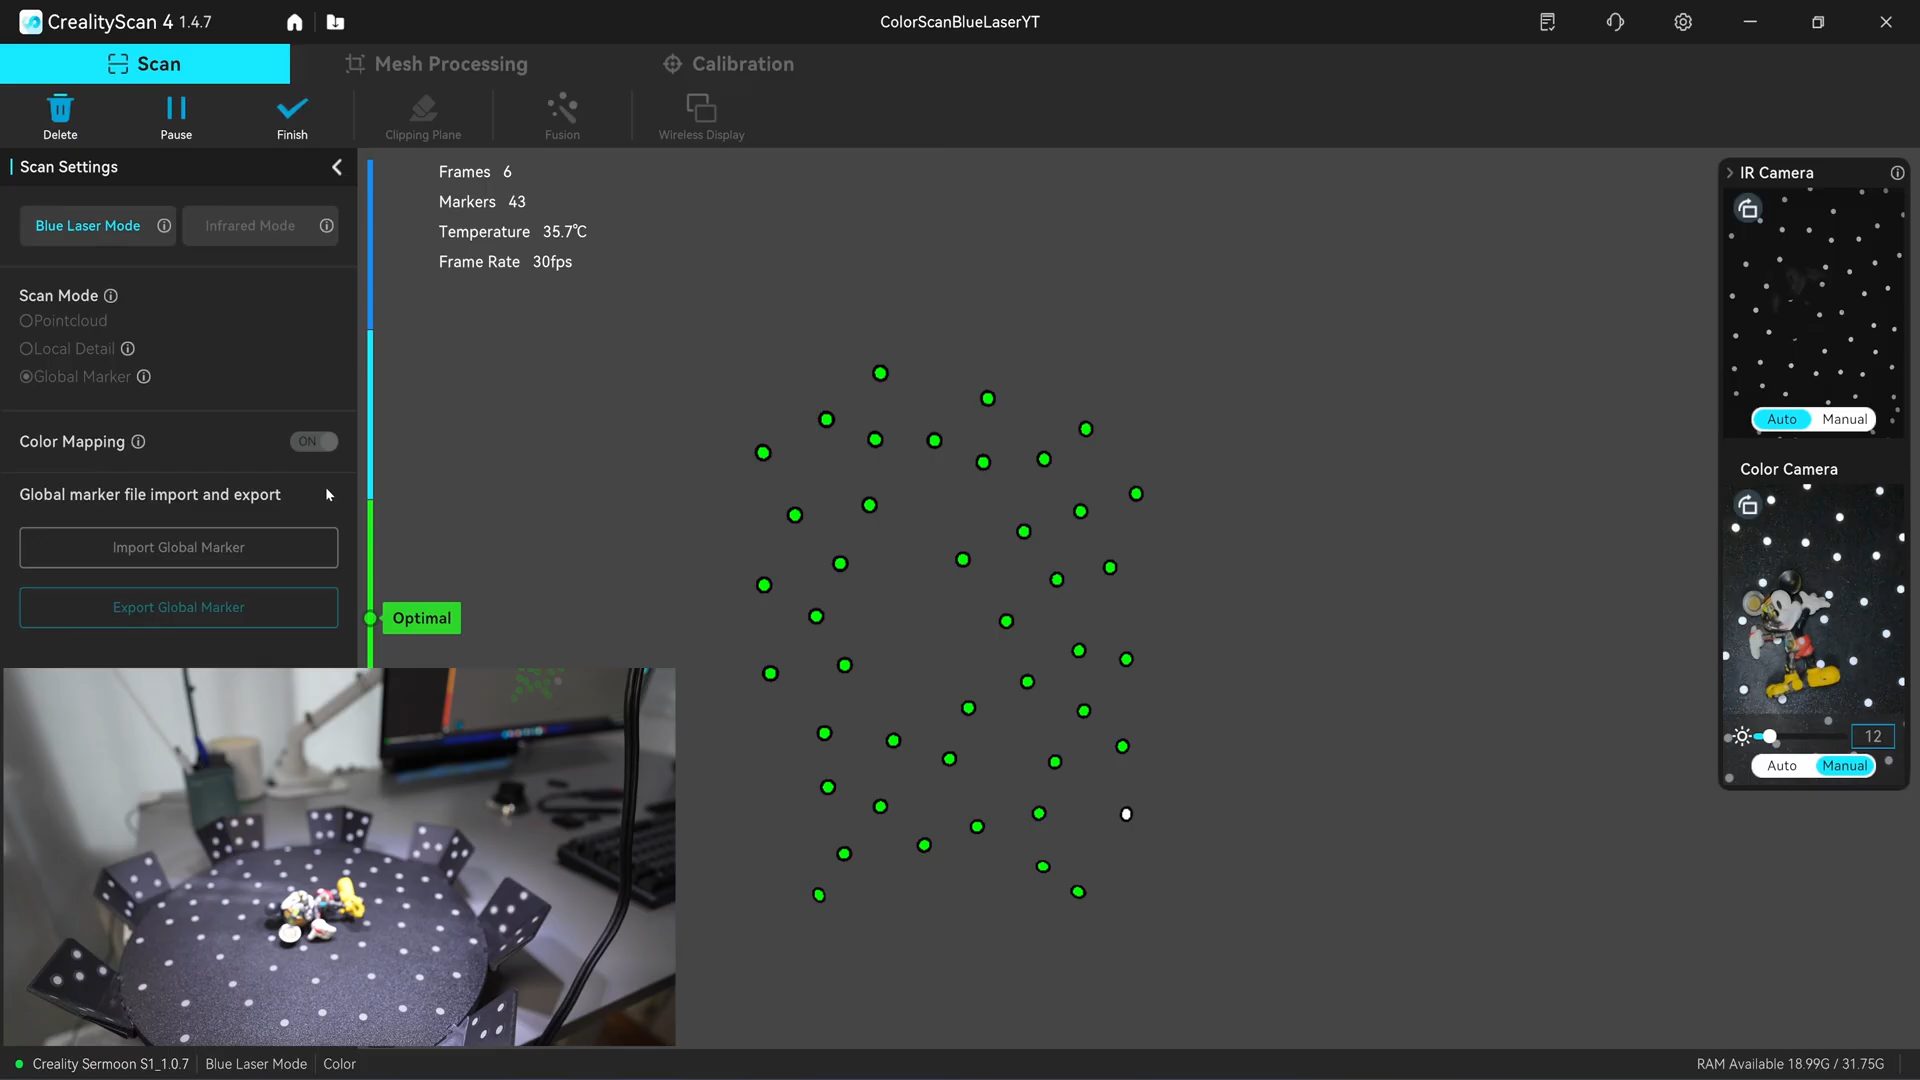 CrealityScan 4 1.4.7
ColorScanBlueLaserYT
Scan
Mesh Processing
Calibration
Delete
Pause
Finish
Clipping Plane
Fusion
Wireless Display
Scan Settings
Blue Laser Mode
Infrared Mode
Scan Mode
Pointcloud
Local Detail
Global Marker
Color Mapping
ON
Global marker file import and export
Import Global Marker
Export Global Marker
Frames 6
Markers 43
Temperature 35.7℃
Frame Rate 30fps
Optimal
IR Camera
Auto
Manual
Color Camera
12
Auto
Manual
Creality Sermoon S1_1.0.7
Blue Laser Mode
Color
RAM Available 18.99G / 31.75G